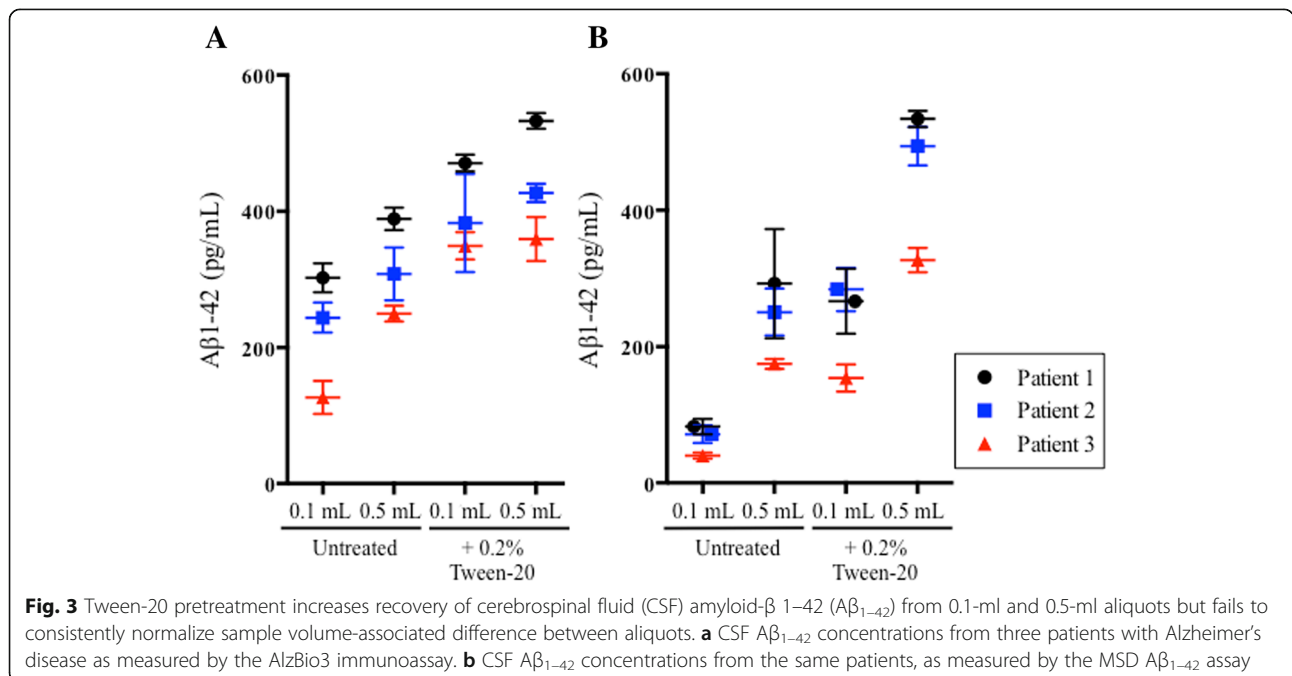 A
600
400
200
0
Aβ1-42 (pg/mL)
0.1 mL 0.5 mL 0.1 mL 0.5 mL
Untreated + 0.2%
Tween-20
B
600
400
200
0
Aβ1-42 (pg/mL)
0.1 mL 0.5 mL 0.1 mL 0.5 mL
Untreated + 0.2%
Tween-20
Patient 1
Patient 2
Patient 3
Fig. 3 Tween-20 pretreatment increases recovery of cerebrospinal fluid (CSF) amyloid-β 1–42 (Aβ₁₋₄₂) from 0.1-ml and 0.5-ml aliquots but fails to
consistently normalize sample volume-associated difference between aliquots. a CSF Aβ₁₋₄₂ concentrations from three patients with Alzheimer's
disease as measured by the AlzBio3 immunoassay. b CSF Aβ₁₋₄₂ concentrations from the same patients, as measured by the MSD Aβ₁₋₄₂ assay